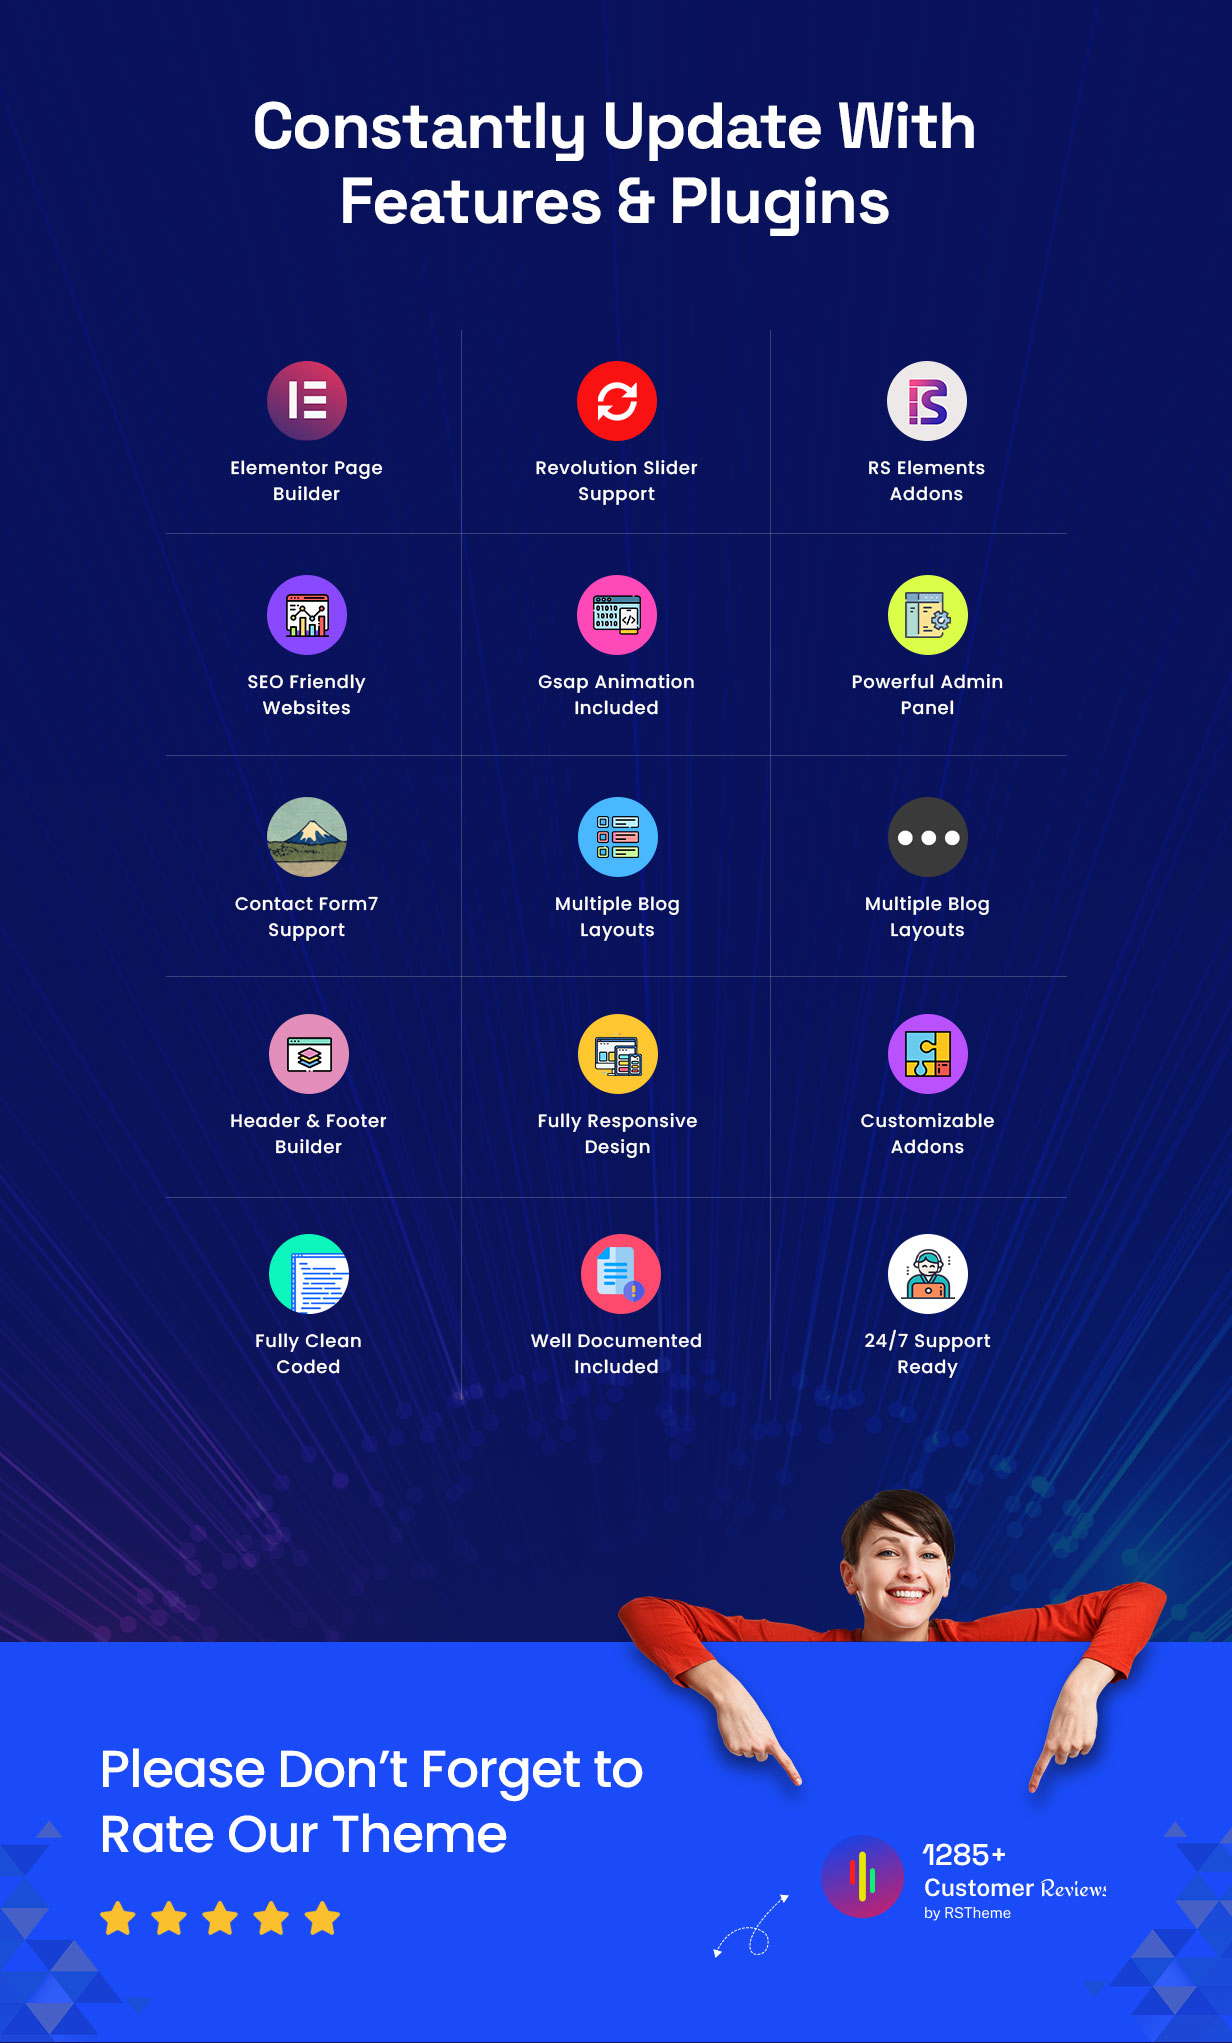 Constantly Update With
Features & Plugins
Elementor Page
Builder
Revolution Slider
Support
RS Elements
Addons
SEO Friendly
Websites
Gsap Animation
Included
Powerful Admin
Panel
Contact Form7
Support
Multiple Blog
Layouts
Multiple Blog
Layouts
Header & Footer
Builder
Fully Responsive
Design
Customizable
Addons
Fully Clean
Coded
Well Documented
Included
24/7 Support
Ready
Please Don't Forget to
Rate Our Theme
1285+
Customer Reviews
by RSTheme